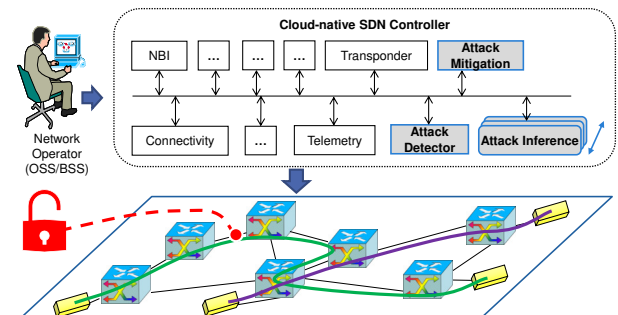 Cloud-native SDN Controller
NBI
...
...
...
Transponder
Attack
Mitigation
Connectivity
...
Telemetry
Attack
Detector
Attack Inference
Network
Operator
(OSS/BSS)